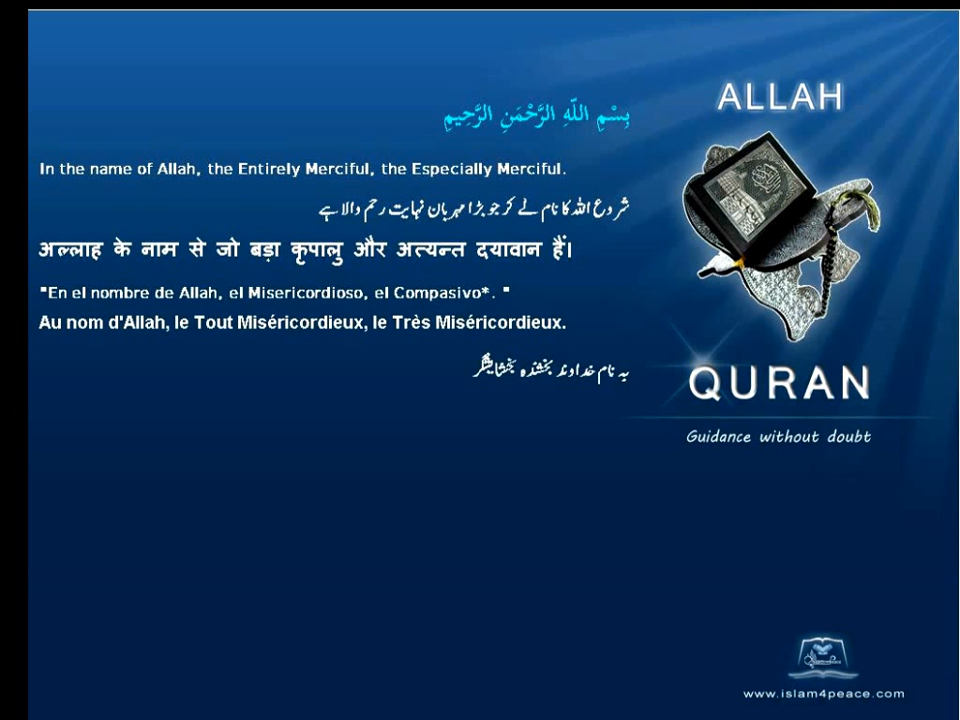 بِسْمِ اللّهِ الرَّحْمَنِ الرَّحِيمِ
In the name of Allah, the Entirely Merciful, the Especially Merciful.
شروع اللہ کا نام لے کر جو بڑا مہربان نہایت رحم والا ہے
अल्लाह के नाम से जो बड़ा कृपालु और अत्यन्त दयावान हैं।
"En el nombre de Allah, el Misericordioso, el Compasivo*. "
Au nom d'Allah, le Tout Miséricordieux, le Très Miséricordieux.
به نام خداوند بخشنده بخشایشگر
ALLAH
QURAN
Guidance without doubt
www.islam4peace.com